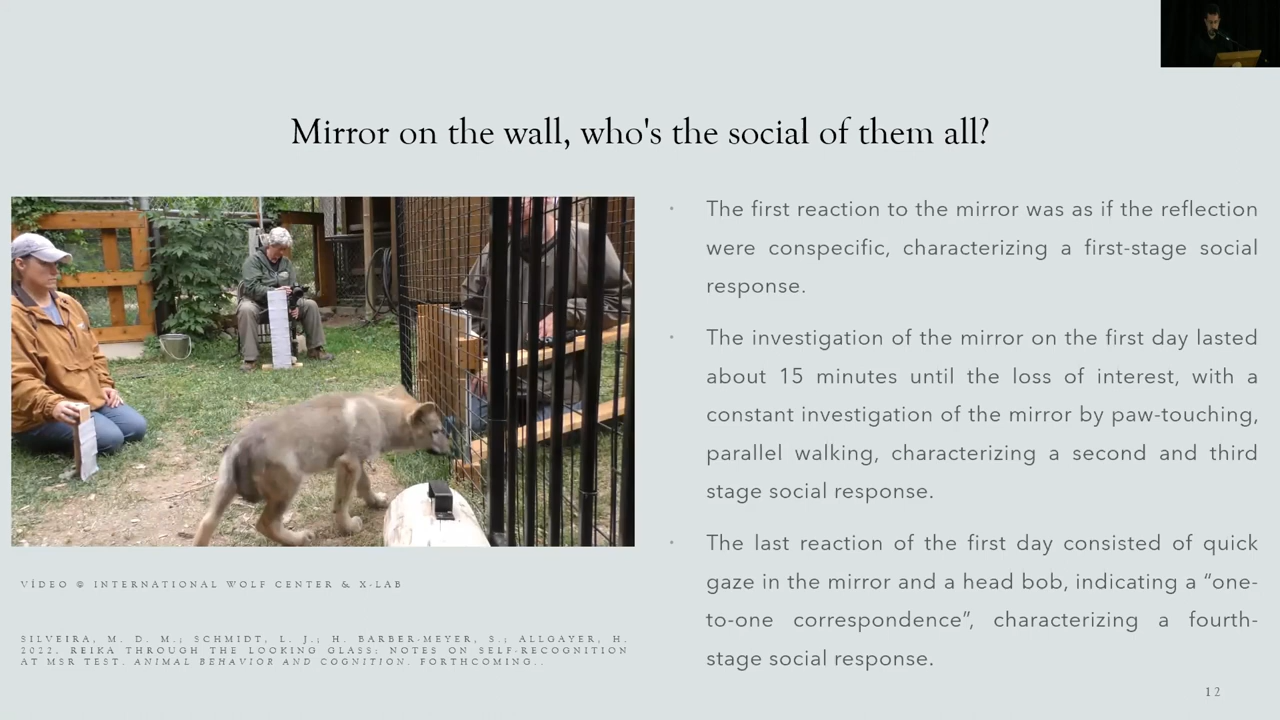 Mirror on the wall, who's the social of them all?
• The first reaction to the mirror was as if the reflection
were conspecific, characterizing a first-stage social
response.
• The investigation of the mirror on the first day lasted
about 15 minutes until the loss of interest, with a
constant investigation of the mirror by paw-touching,
parallel walking, characterizing a second and third
stage social response.
• The last reaction of the first day consisted of quick
gaze in the mirror and a head bob, indicating a “one-
to-one correspondence”, characterizing a fourth-
stage social response.
VÍDEO @ INTERNATIONAL WOLF CENTER & X-LAB
SILVEIRA, M. D. M.; SCHMIDT, L. J.; H. BARBER-MEYER, S.; ALLGAYER, H.
2022. REIKA THROUGH THE LOOKING GLASS: NOTES ON SELF-RECOGNITION
AT MSR TEST. ANIMAL BEHAVIOR AND COGNITION. FORTHCOMING..
12